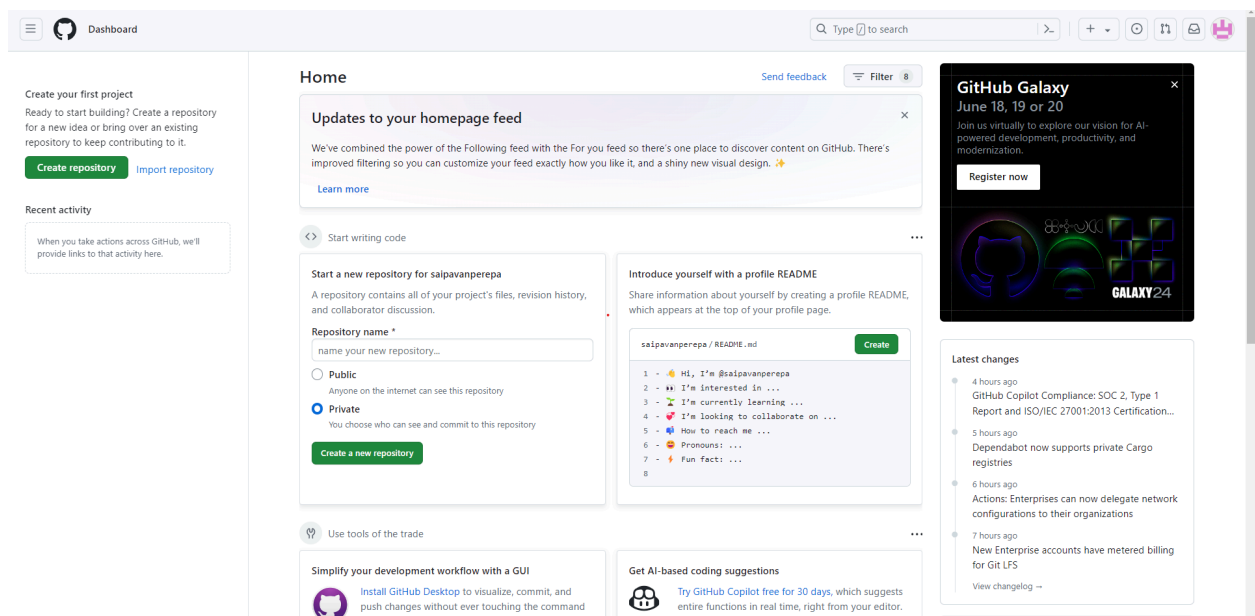 Dashboard
Type / to search
Create your first project
Ready to start building? Create a repository
for a new idea or bring over an existing
repository to keep contributing to it.
Create repository
Import repository
Recent activity
When you take actions across GitHub, we'll
provide links to that activity here.
Home
Send feedback
Filter 8
Updates to your homepage feed
We've combined the power of the Following feed with the For you feed so there's one place to discover content on GitHub. There's
improved filtering so you can customize your feed exactly how you like it, and a shiny new visual design. ✨
Learn more
Start writing code
Start a new repository for saipavanperepa
A repository contains all of your project's files, revision history,
and collaborator discussion.
Repository name *
name your new repository...
Public
Anyone on the internet can see this repository
Private
You choose who can see and commit to this repository
Create a new repository
Introduce yourself with a profile README
Share information about yourself by creating a profile README,
which appears at the top of your profile page.
saipavanperepa / README.md
Create
1 - 👋 Hi, I'm @saipavanperepa
2 - 👀 I'm interested in ...
3 - 🌱 I'm currently learning ...
4 - 💞️ I'm looking to collaborate on ...
5 - 📫 How to reach me ...
6 - 😄 Pronouns: ...
7 - ⚡ Fun fact: ...
8
Use tools of the trade
Simplify your development workflow with a GUI
Install GitHub Desktop to visualize, commit, and
push changes without ever touching the command
Get AI-based coding suggestions
Try GitHub Copilot free for 30 days, which suggests
entire functions in real time, right from your editor.
GitHub Galaxy
June 18, 19 or 20
Join us virtually to explore our vision for AI-
powered development, productivity, and
modernization.
Register now
GALAXY24
Latest changes
4 hours ago
GitHub Copilot Compliance: SOC 2, Type 1
Report and ISO/IEC 27001:2013 Certification...
5 hours ago
Dependabot now supports private Cargo
registries
6 hours ago
Actions: Enterprises can now delegate network
configurations to their organizations
7 hours ago
New Enterprise accounts have metered billing
for Git LFS
View changelog →